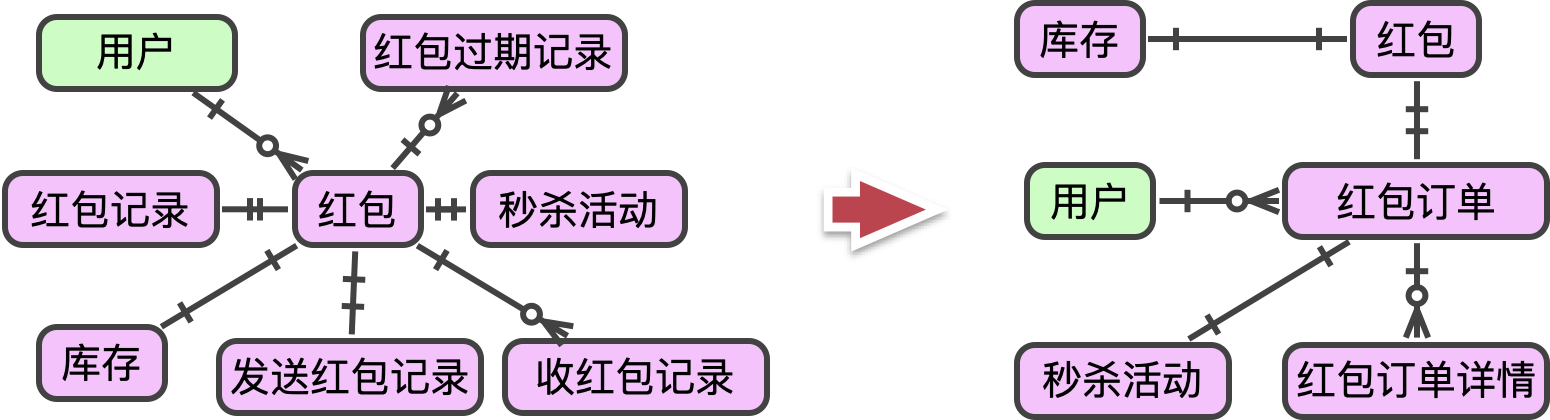 用户
红包过期记录
红包记录
红包
秒杀活动
库存
发送红包记录
收红包记录
库存
红包
用户
红包订单
秒杀活动
红包订单详情